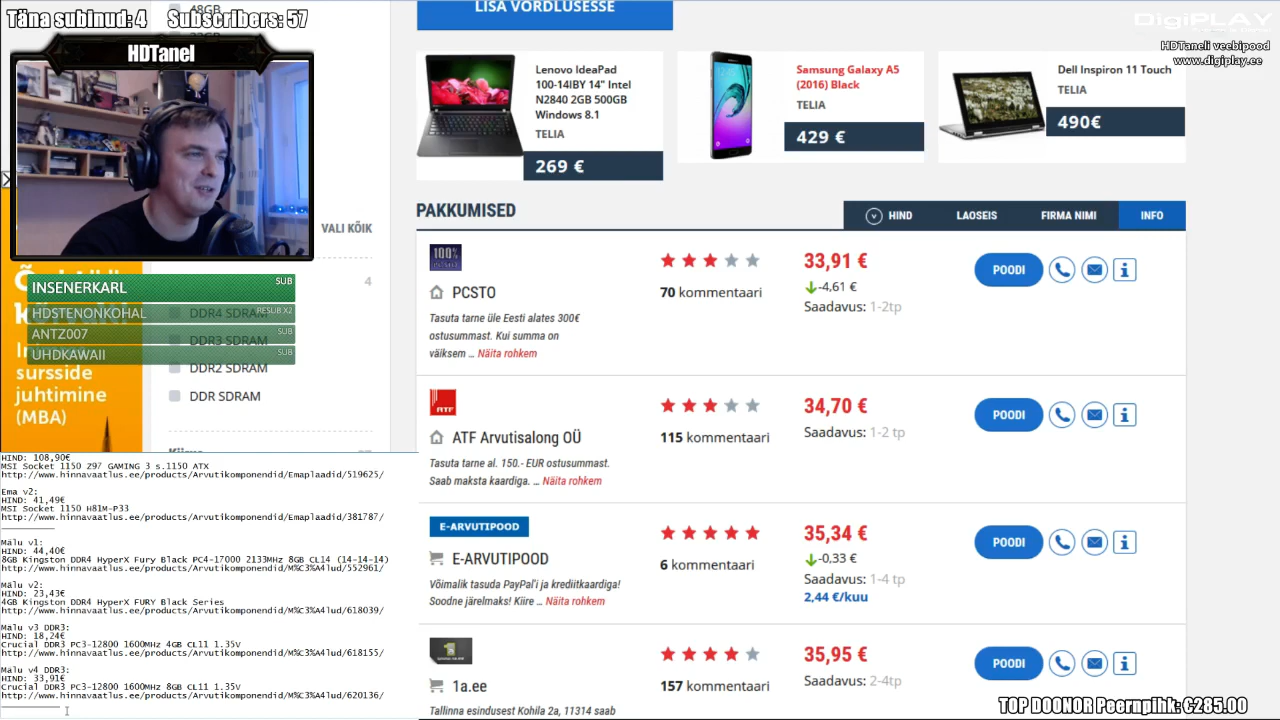 Täna subinud: 4
Subscribers: 57
HDTanel
48GB
VALI KÕIK
4
INSENERKARL
SUB
HDSTENONKOHAL
RESUB X2
ANTZ007
SUB
UHDKAWAII
SUB
DDR4 SDRAM
DDR3 SDRAM
DDR2 SDRAM
DDR SDRAM
sursside
juhtimine
(MBA)
HIND: 108,90€
MSI Socket 1150 Z97 GAMING 3 s.1150 ATX
http://www.hinnavaatlus.ee/products/Arvutikomponendid/Emaplaadid/519625/
Ema v2:
HIND: 41,49€
MSI Socket 1150 H81M-P33
http://www.hinnavaatlus.ee/products/Arvutikomponendid/Emaplaadid/381787/
Mälu v1:
HIND: 44,40€
8GB Kingston DDR4 HyperX Fury Black PC4-17000 2133MHz 8GB CL14 (14-14-14)
http://www.hinnavaatlus.ee/products/Arvutikomponendid/M%C3%A4lud/552961/
Mälu v2:
HIND: 23,43€
4GB Kingston DDR4 HyperX FURY Black Series
http://www.hinnavaatlus.ee/products/Arvutikomponendid/M%C3%A4lud/618039/
Mälu v3 DDR3:
HIND: 18,24€
Crucial DDR3 PC3-12800 1600MHz 4GB CL11 1.35V
http://www.hinnavaatlus.ee/products/Arvutikomponendid/M%C3%A4lud/618155/
Mälu v4 DDR3:
HIND: 33,91€
Crucial DDR3 PC3-12800 1600MHz 8GB CL11 1.35V
http://www.hinnavaatlus.ee/products/Arvutikomponendid/M%C3%A4lud/620136/
LISA VÕRDLUSESSE
DIGIPLAY
HDTaneli veebipood
www.digiplay.ee
Lenovo IdeaPad
100-14IBY 14" Intel
N2840 2GB 500GB
Windows 8.1
TELIA
269 €
Samsung Galaxy A5
(2016) Black
TELIA
429 €
Dell Inspiron 11 Touch
TELIA
490€
PAKKUMISED
HIND
LAOSEIS
FIRMA NIMI
INFO
100%
PCSTO
Tasuta tarne üle Eesti alates 300€
ostusummast. Kui summa on
väiksem ... Näita rohkem
70 kommentaari
33,91 €
-4,61 €
Saadavus: 1-2tp
POODI
ATF
ATF Arvutisalong OÜ
Tasuta tarne al. 150.- EUR ostusummast.
Saab maksta kaardiga. ... Näita rohkem
115 kommentaari
34,70 €
Saadavus: 1-2 tp
POODI
E-ARVUTIPOOD
E-ARVUTIPOOD
Võimalik tasuda PayPal'i ja krediitkaardiga!
Soodne järelmaks! Kiire ... Näita rohkem
6 kommentaari
35,34 €
-0,33 €
Saadavus: 1-4 tp
2,44 €/kuu
POODI
1a.ee
Tallinna esindusest Kohila 2a, 11314 saab
157 kommentaari
35,95 €
Saadavus: 2-4tp
POODI
TOP DOONOR Peernpihk: €285.00